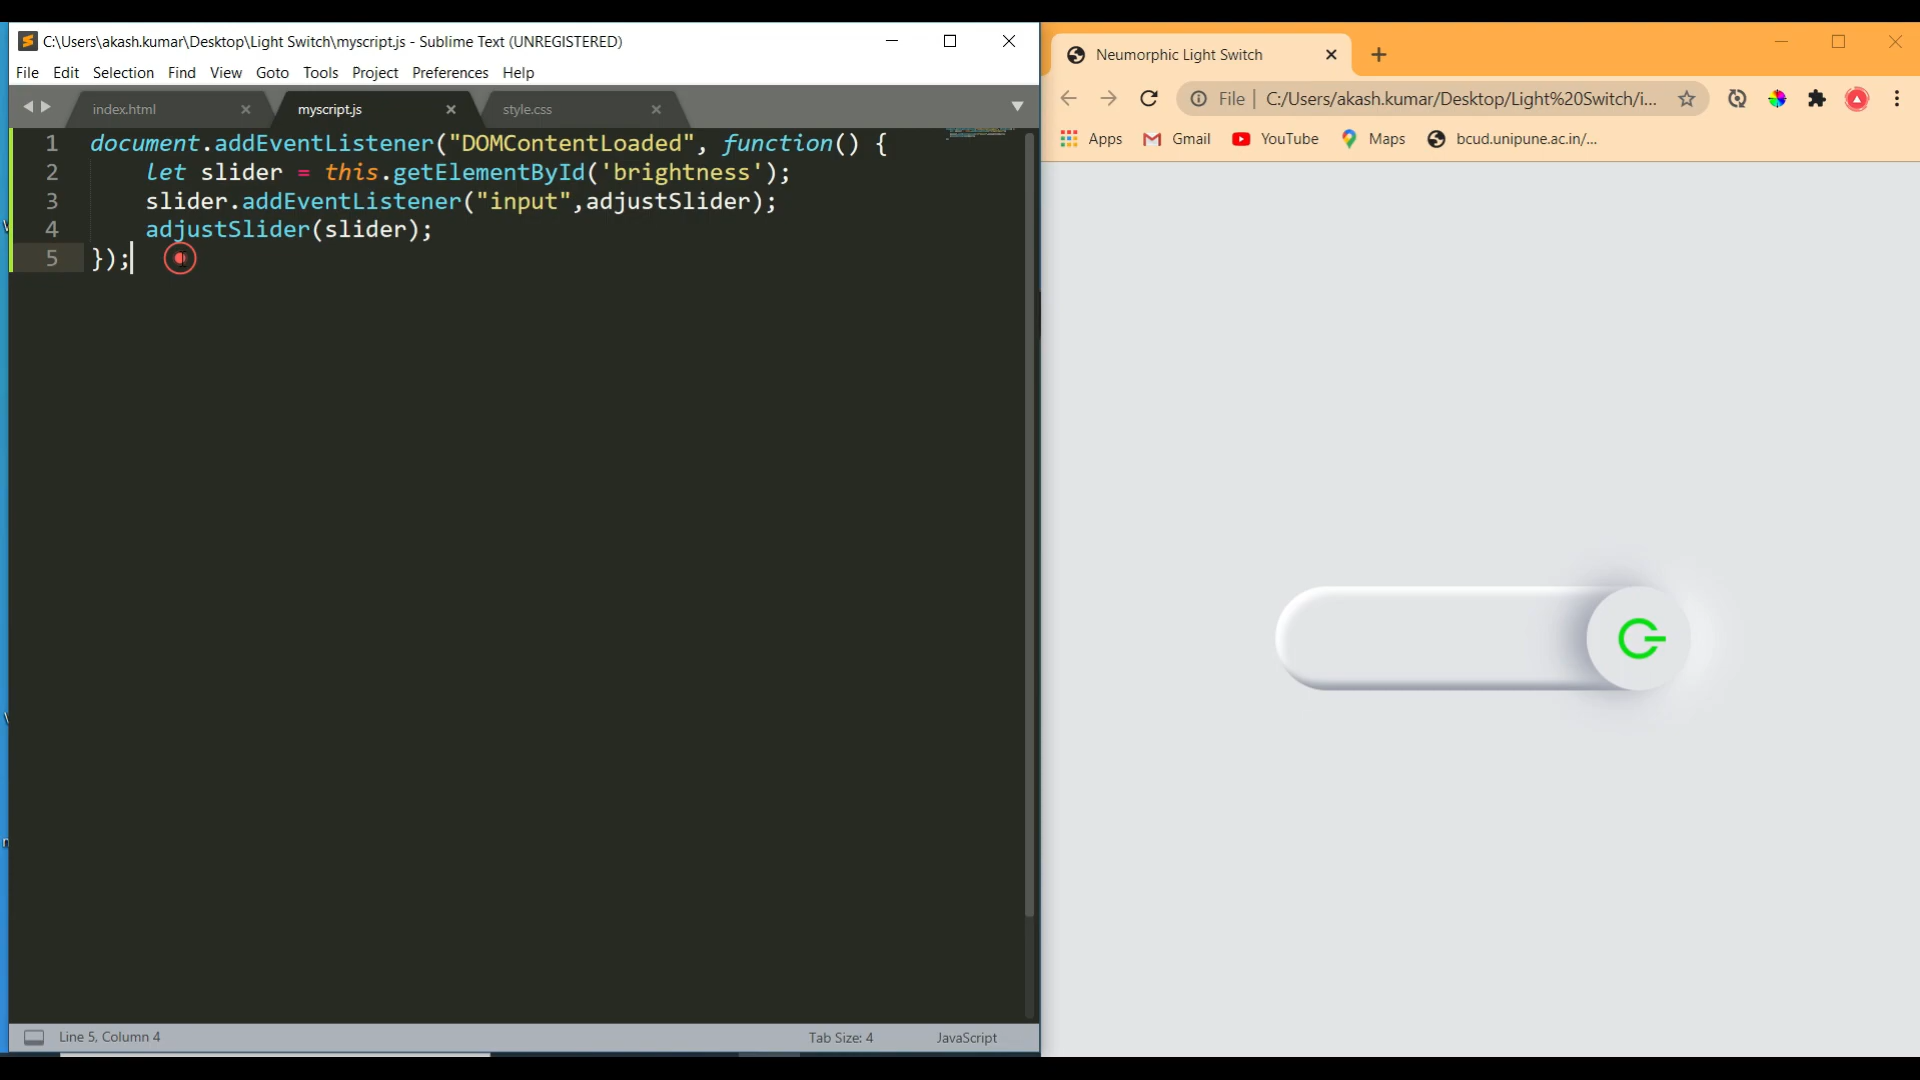 C:\Users\akash.kumar\Desktop\Light Switch\myscript.js - Sublime Text (UNREGISTERED)
File Edit Selection Find View Goto Tools Project Preferences Help
index.html myscript.js style.css
1 document.addEventListener("DOMContentLoaded", function() {
2 let slider = this.getElementById('brightness');
3 slider.addEventListener("input",adjustSlider);
4 adjustSlider(slider);
5 });
Line 5, Column 4 Tab Size: 4 JavaScript
Neumorphic Light Switch
File C:/Users/akash.kumar/Desktop/Light%20Switch/i...
Apps Gmail YouTube Maps bcud.unipune.ac.in/...